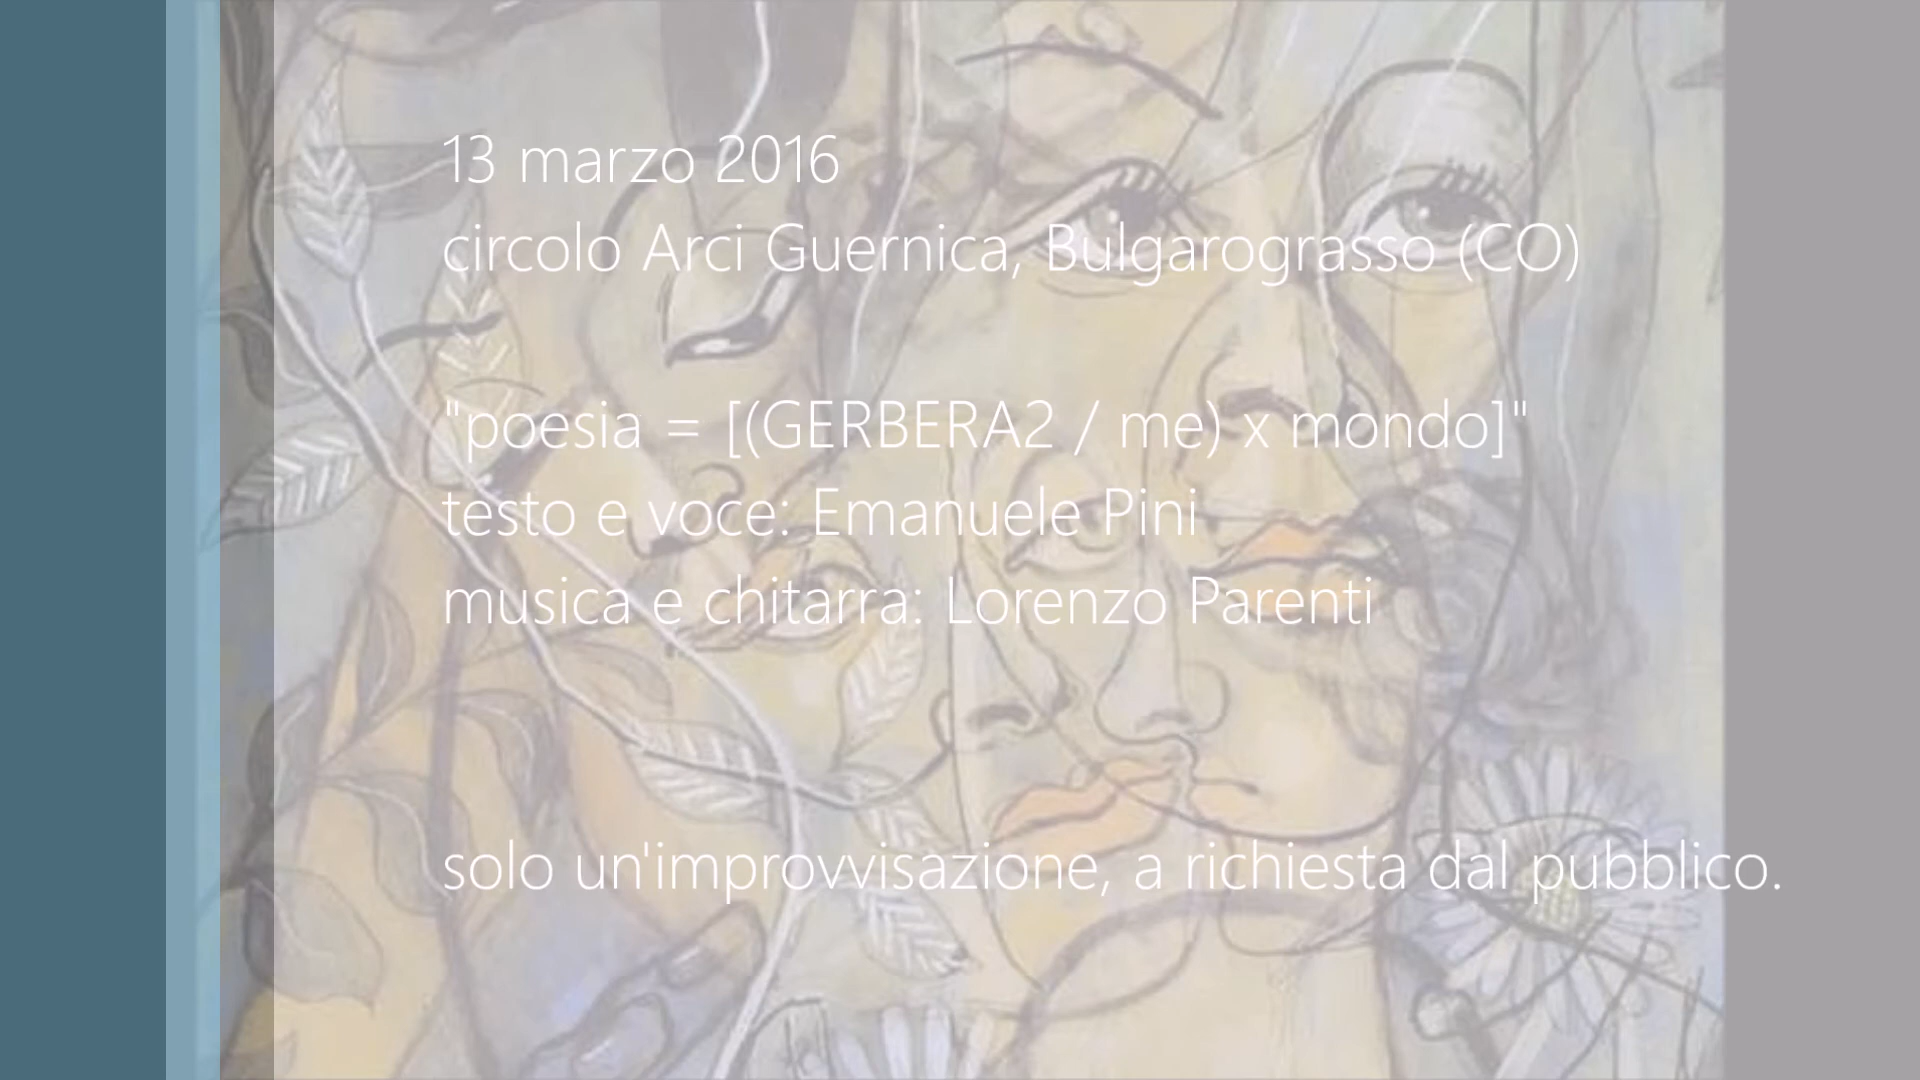 13 marzo 2016
circolo Arci Guernica, Bulgarograsso (CO)
"poesia = [(GERBERA2 / me) x mondo]"
testo e voce: Emanuele Pini
musica e chitarra: Lorenzo Parenti
solo un'improvvisazione, a richiesta dal pubblico.